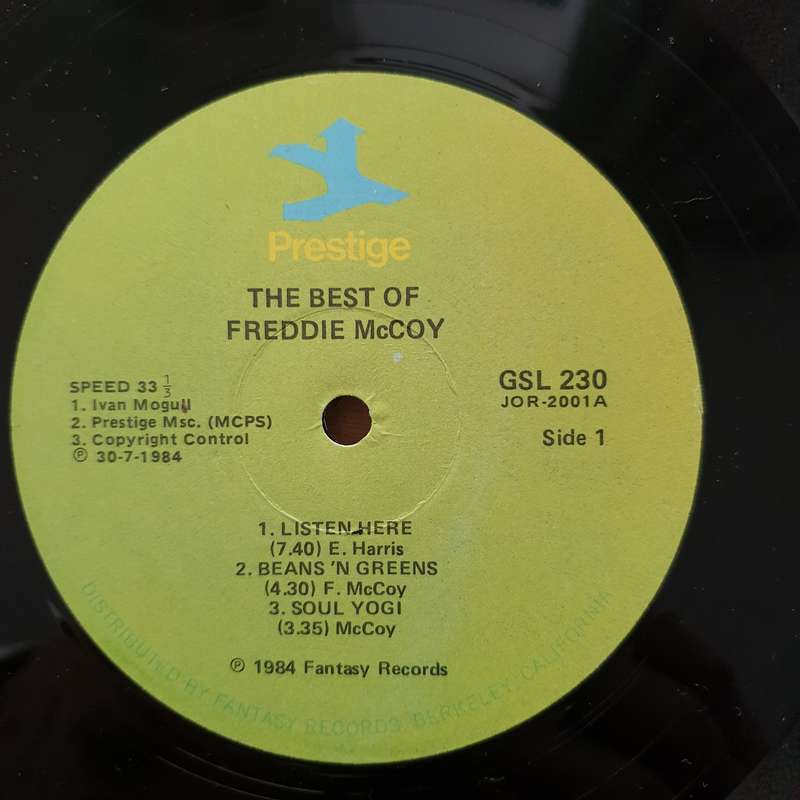 Prestige
THE BEST OF
FREDDIE McCOY
SPEED 33 1/3
1. Ivan Mogull
2. Prestige Msc. (MCPS)
3. Copyright Control
℗ 30-7-1984
GSL 230
JOR-2001A
Side 1
1. LISTEN HERE
(7.40) E. Harris
2. BEANS 'N GREENS
(4.30) F. McCoy
3. SOUL YOGI
(3.35) McCoy
℗ 1984 Fantasy Records
DISTRIBUTED BY FANTASY RECORDS BERKELEY, CALIFORNIA